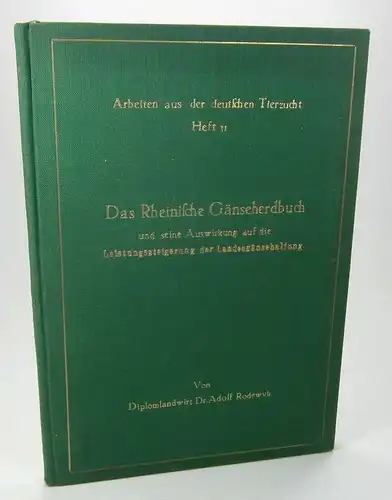 Arbeiten aus der deutschen Tierzucht
Heft 11
Das Rheinische Gänseherdbuch
und seine Auswirkung auf die
Leistungssteigerung der Landesgänsehaltung
Von
Diplomlandwirt Dr. Adolf Rodewyk